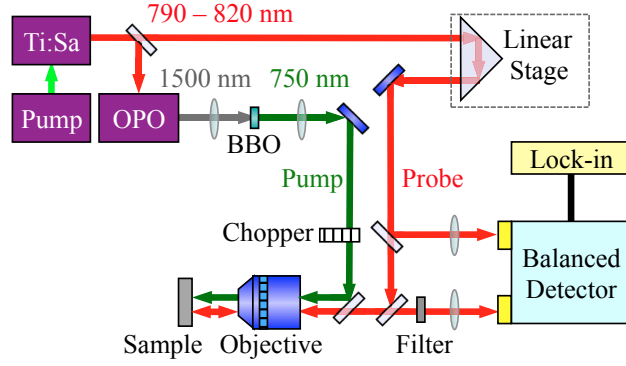 790 – 820 nm
Ti:Sa
Linear
Stage
1500 nm
750 nm
Pump
OPO
BBO
Pump
Probe
Lock-in
Chopper
Balanced
Detector
Sample
Objective
Filter